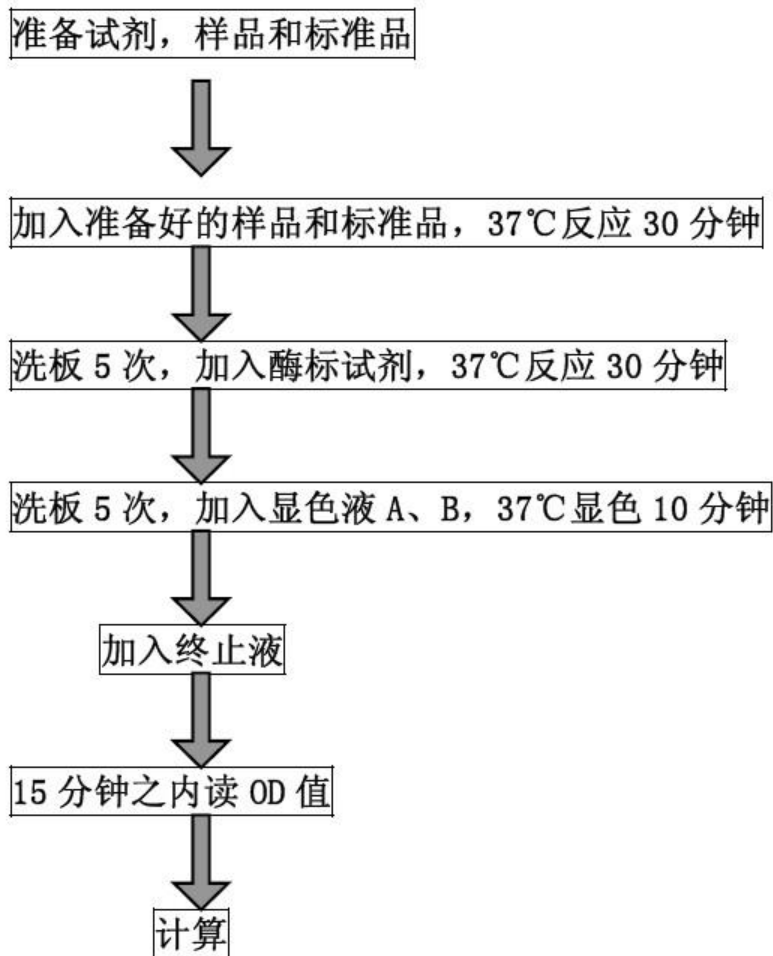 准备试剂，样品和标准品
加入准备好的样品和标准品，37℃反应 30 分钟
洗板 5 次，加入酶标试剂，37℃反应 30 分钟
洗板 5 次，加入显色液 A、B，37℃显色 10 分钟
加入终止液
15 分钟之内读 OD 值
计算